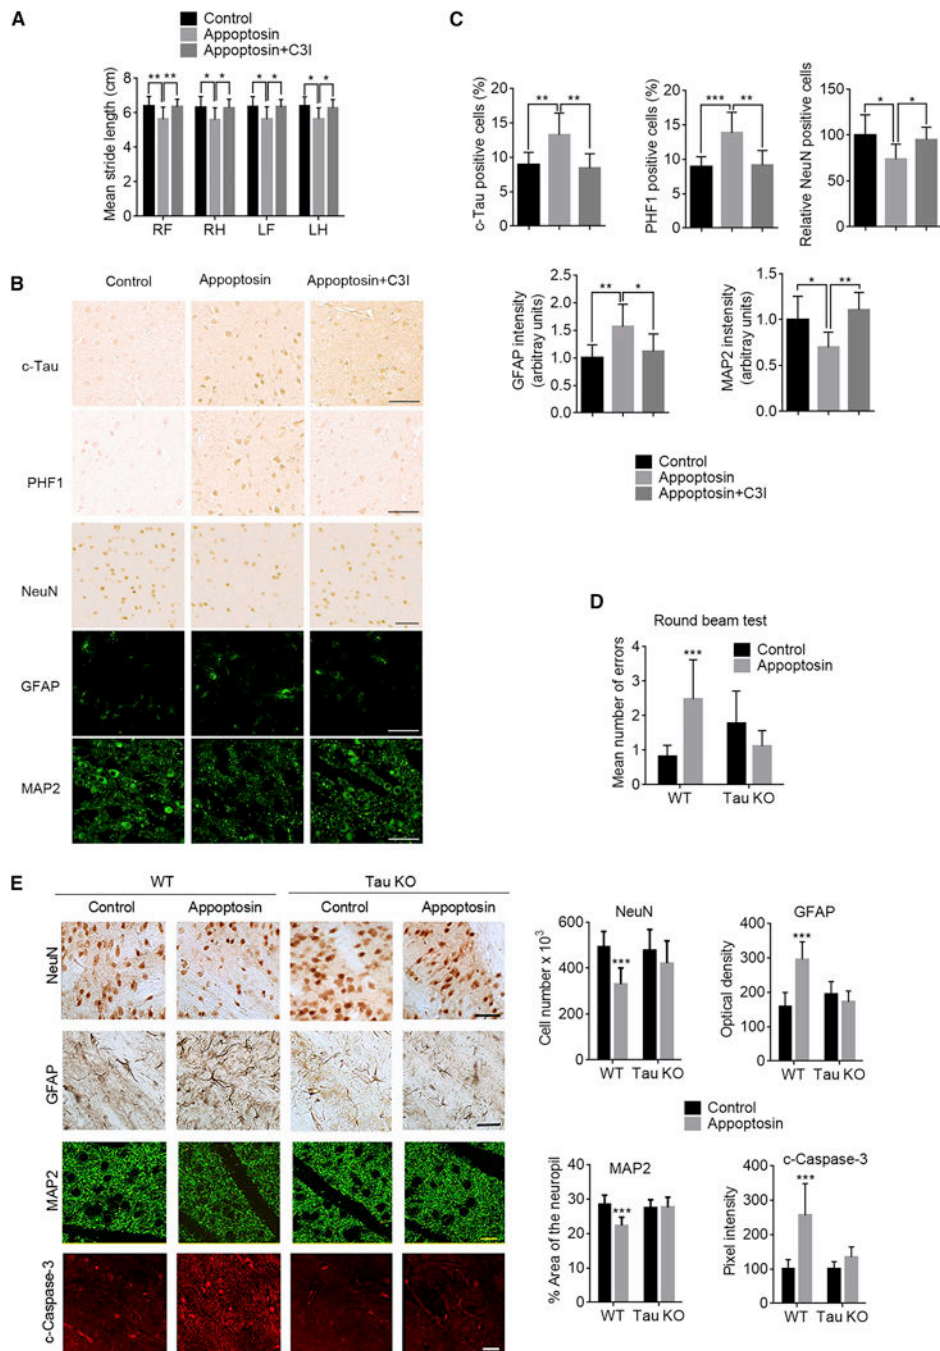 A
Control
Appoptosin
Appoptosin+C3I
** ** * * * * * *
Mean stride length (cm)
8
6
4
2
0
RF RH LF LH
B
Control Appoptosin Appoptosin+C3I
c-Tau
PHF1
NeuN
GFAP
MAP2
C
c-Tau positive cells (%)
20
15
10
5
0
** **
PHF1 positive cells (%)
20
15
10
5
0
*** **
Relative NeuN positive cells
150
100
75
50
25
0
* *
GFAP intensity
(arbitray units)
2.5
2.0
1.5
1.0
0.5
0.0
** *
MAP2 instensity
(arbitray units)
1.5
1.0
0.5
0.0
* **
Control
Appoptosin
Appoptosin+C3I
D
Round beam test
Control
Appoptosin
Mean number of errors
4
3
2
1
0
***
WT Tau KO
E
WT Tau KO
Control Appoptosin Control Appoptosin
NeuN
GFAP
MAP2
c-Caspase-3
NeuN
Cell number x 10³
600
400
200
0
***
WT Tau KO
GFAP
Optical density
400
300
200
100
0
***
WT Tau KO
Control
Appoptosin
MAP2
% Area of the neuropil
40
30
20
10
0
***
WT Tau KO
c-Caspase-3
Pixel intensity
400
300
200
100
0
***
WT Tau KO